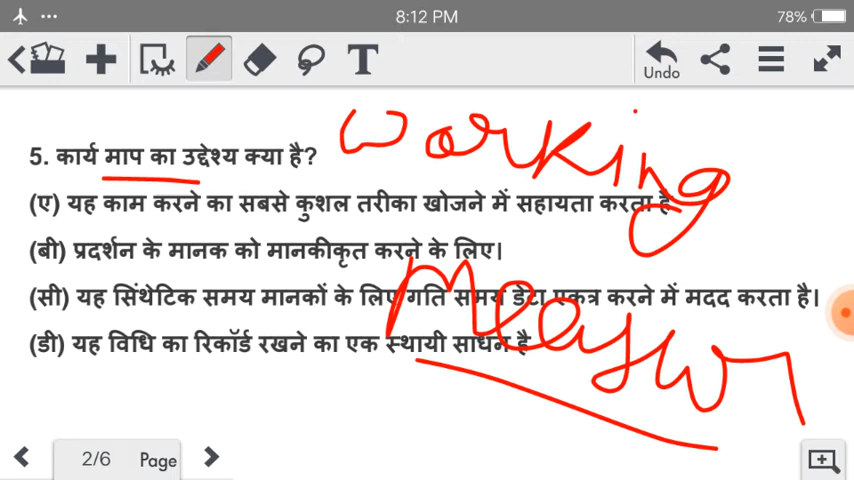 8:12 PM
78%
T
Undo
working
5. कार्य माप का उद्देश्य क्या है?
(ए) यह काम करने का सबसे कुशल तरीका खोजने में सहायता करता है
(बी) प्रदर्शन के मानक को मानकीकृत करने के लिए।
(सी) यह सिंथेटिक समय मानकों के लिए गति समय डेटा एकत्र करने में मदद करता है।
(डी) यह विधि का रिकॉर्ड रखने का एक स्थायी साधन है
2/6 Page